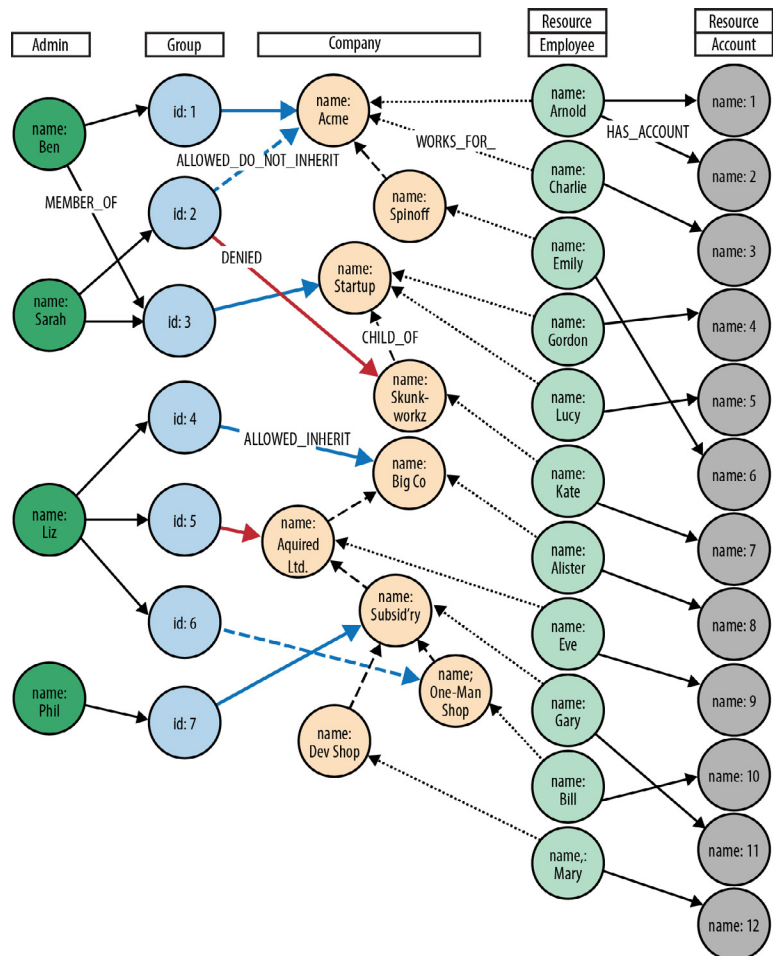 Resource
Resource
Admin
Group
Company
Employee
Account
name:
Ben
name:
Sarah
name:
Liz
name:
Phil
MEMBER_OF
id: 1
id: 2
id: 3
id: 4
id: 5
id: 6
id: 7
ALLOWED_DO_NOT_INHERIT
DENIED
CHILD_OF
ALLOWED_INHERIT
name:
Acme
name:
Spinoff
name:
Startup
name:
Skunk-
workz
name:
Big Co
name:
Aquired
Ltd.
name:
Subsid'ry
name;
One-Man
Shop
name:
Dev Shop
WORKS_FOR_
name:
Arnold
name:
Charlie
name:
Emily
name:
Gordon
name:
Lucy
name:
Kate
name:
Alister
name:
Eve
name:
Gary
name:
Bill
name,:
Mary
HAS_ACCOUNT
name: 1
name: 2
name: 3
name: 4
name: 5
name: 6
name: 7
name: 8
name: 9
name: 10
name: 11
name: 12